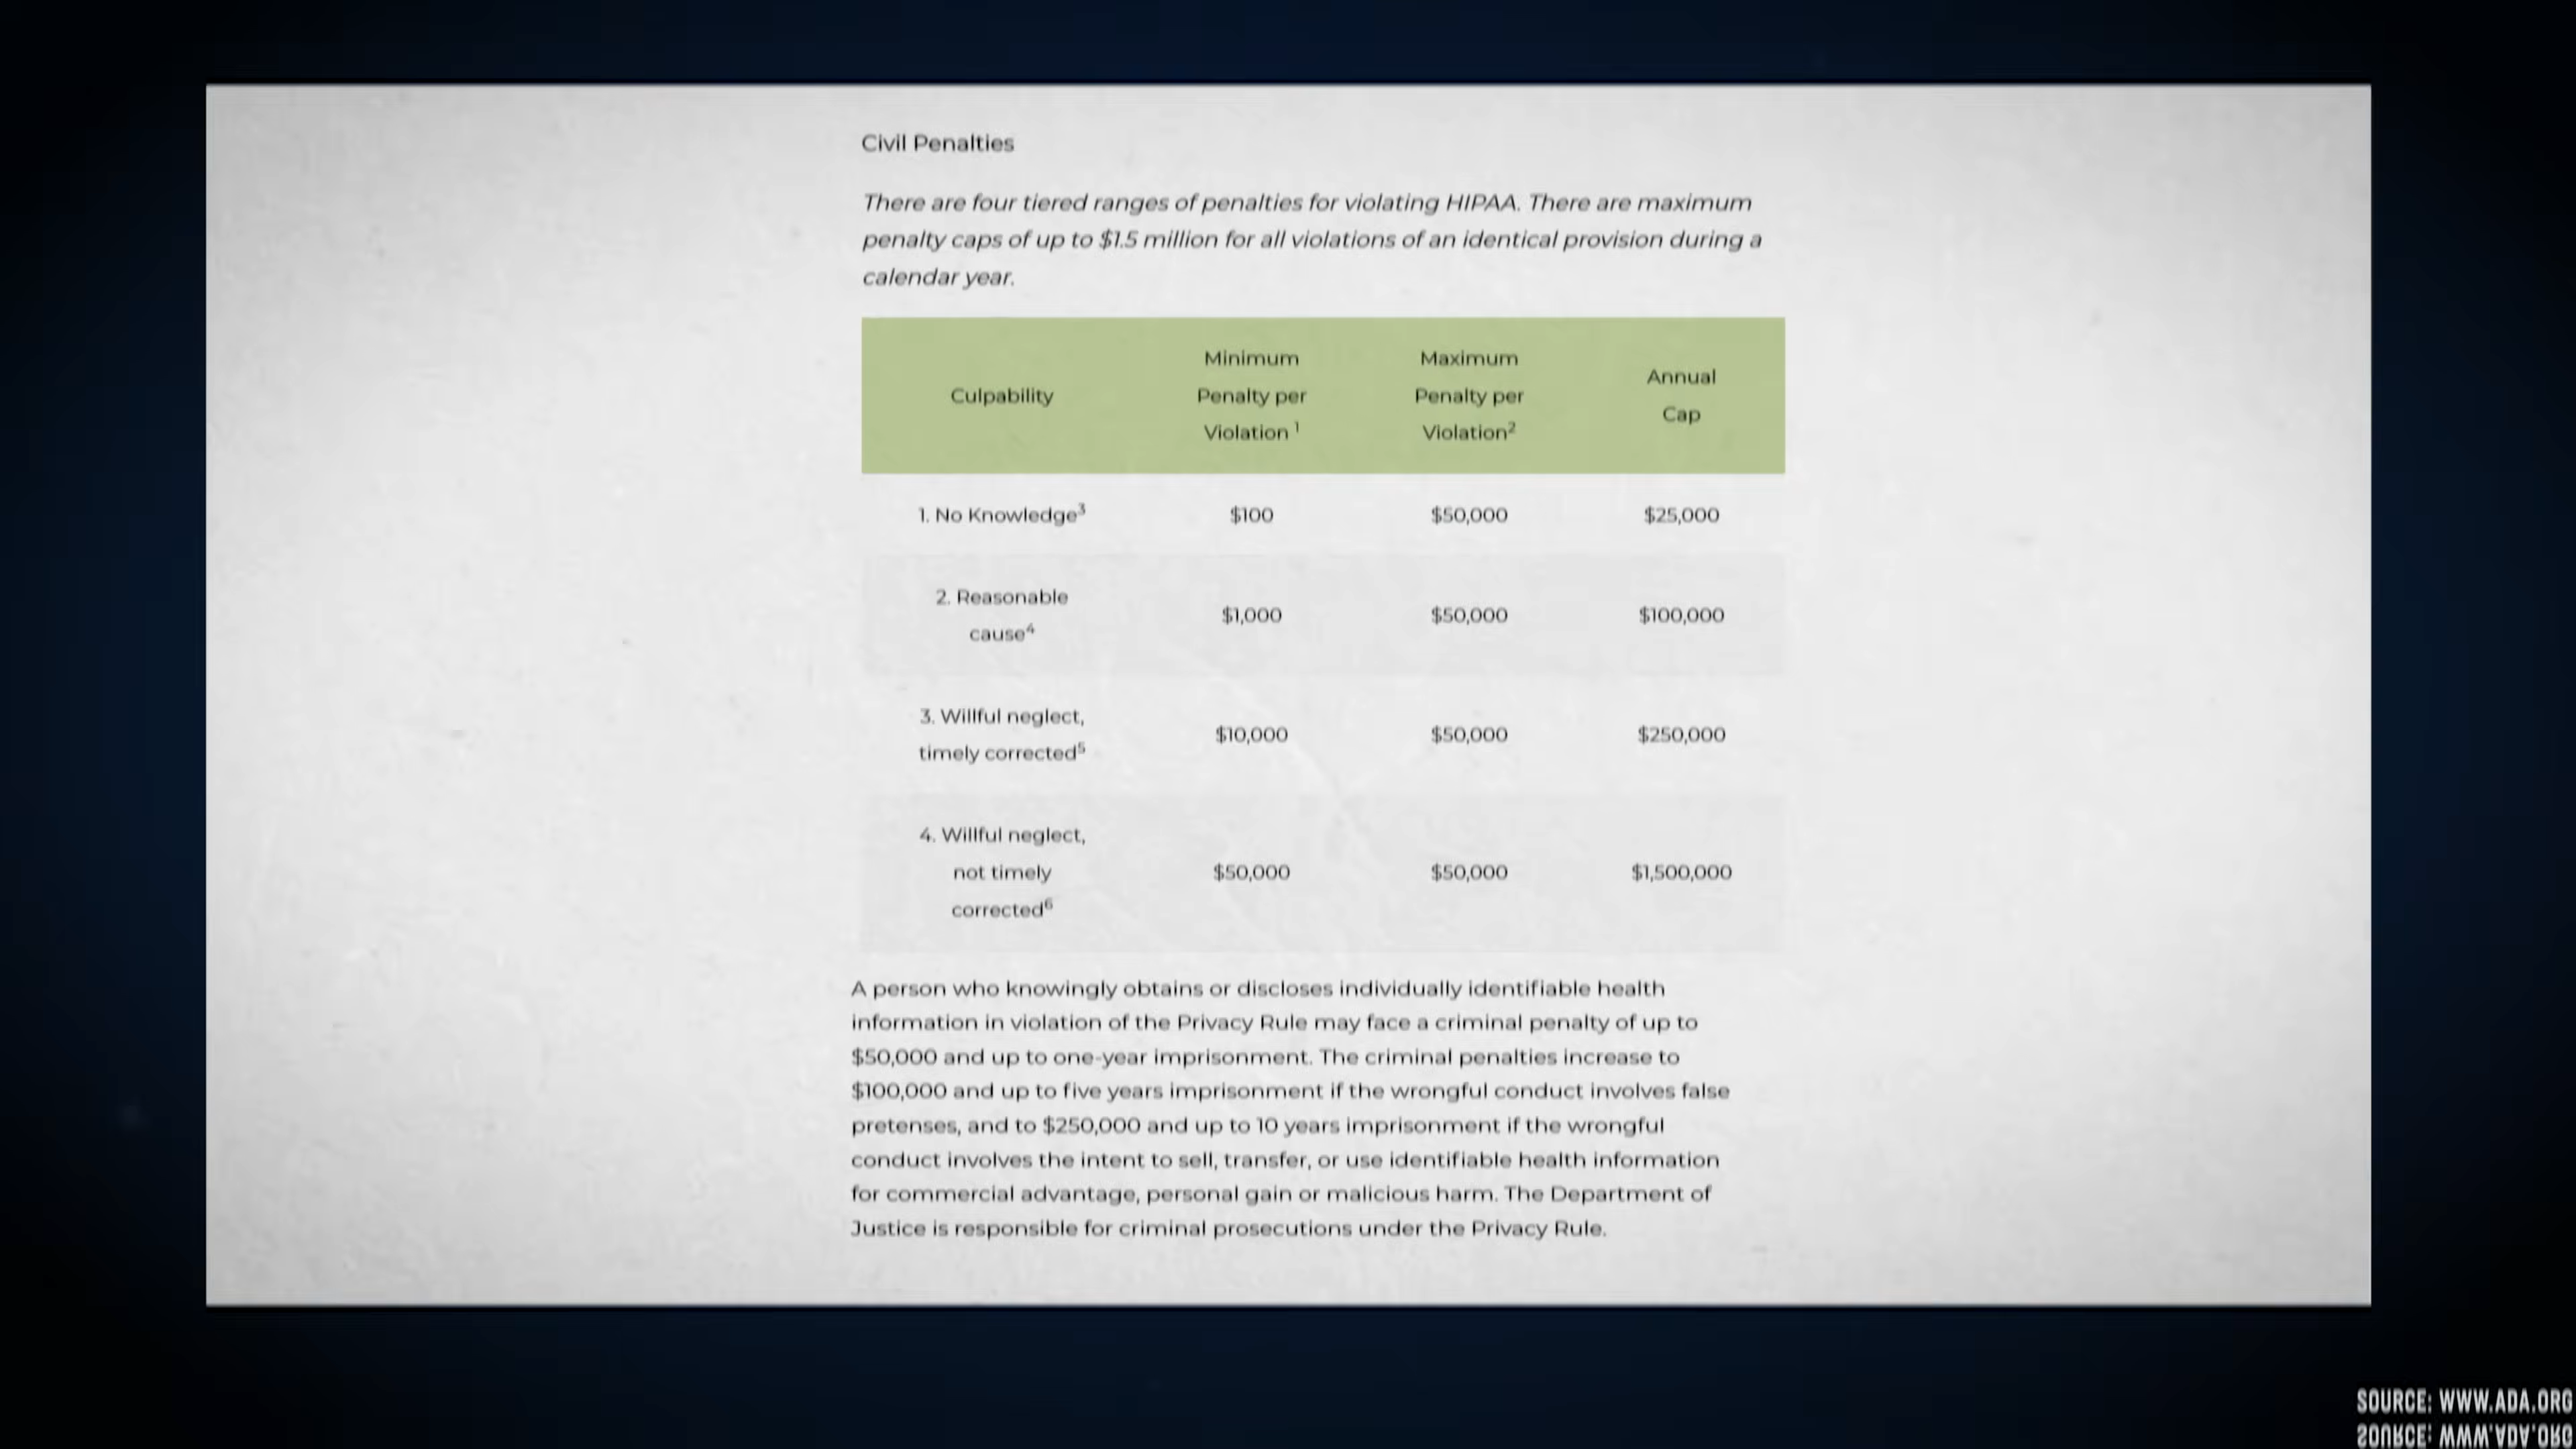 Civil Penalties
There are four tiered ranges of penalties for violating HIPAA. There are maximum
penalty caps of up to $1.5 million for all violations of an identical provision during a
calendar year.
Culpability
Minimum
Penalty per
Violation ¹
Maximum
Penalty per
Violation²
Annual
Cap
1. No Knowledge³ $100 $50,000 $25,000
2. Reasonable
cause⁴
$1,000 $50,000 $100,000
3. Willful neglect,
timely corrected⁵
$10,000 $50,000 $250,000
4. Willful neglect,
not timely
corrected⁶
$50,000 $50,000 $1,500,000
A person who knowingly obtains or discloses individually identifiable health
information in violation of the Privacy Rule may face a criminal penalty of up to
$50,000 and up to one-year imprisonment. The criminal penalties increase to
$100,000 and up to five years imprisonment if the wrongful conduct involves false
pretenses, and to $250,000 and up to 10 years imprisonment if the wrongful
conduct involves the intent to sell, transfer, or use identifiable health information
for commercial advantage, personal gain or malicious harm. The Department of
Justice is responsible for criminal prosecutions under the Privacy Rule.
SOURCE: WWW.ADA.ORG